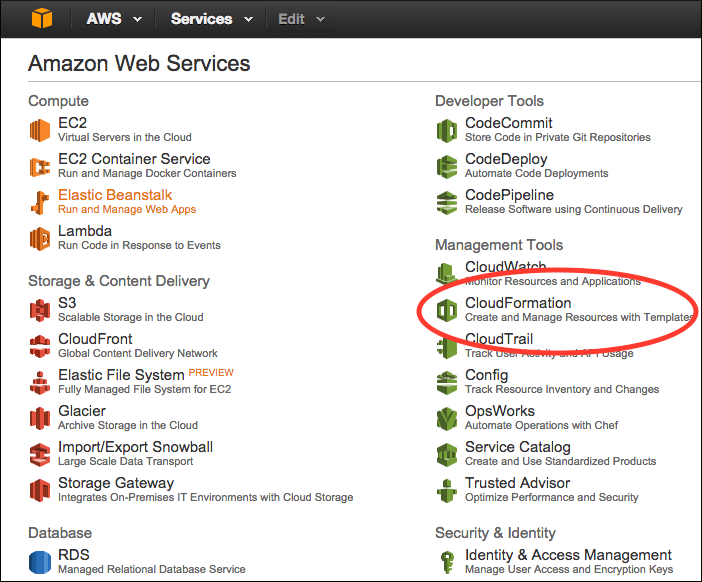 AWS Services Edit
Amazon Web Services
Compute
EC2
Virtual Servers in the Cloud
EC2 Container Service
Run and Manage Docker Containers
Elastic Beanstalk
Run and Manage Web Apps
Lambda
Run Code in Response to Events
Storage & Content Delivery
S3
Scalable Storage in the Cloud
CloudFront
Global Content Delivery Network
Elastic File System PREVIEW
Fully Managed File System for EC2
Glacier
Archive Storage in the Cloud
Import/Export Snowball
Large Scale Data Transport
Storage Gateway
Integrates On-Premises IT Environments with Cloud Storage
Database
RDS
Managed Relational Database Service
Developer Tools
CodeCommit
Store Code in Private Git Repositories
CodeDeploy
Automate Code Deployments
CodePipeline
Release Software using Continuous Delivery
Management Tools
CloudWatch
Monitor Resources and Applications
CloudFormation
Create and Manage Resources with Templates
CloudTrail
Track User Activity and API Usage
Config
Track Resource Inventory and Changes
OpsWorks
Automate Operations with Chef
Service Catalog
Create and Use Standardized Products
Trusted Advisor
Optimize Performance and Security
Security & Identity
Identity & Access Management
Manage User Access and Encryption Keys